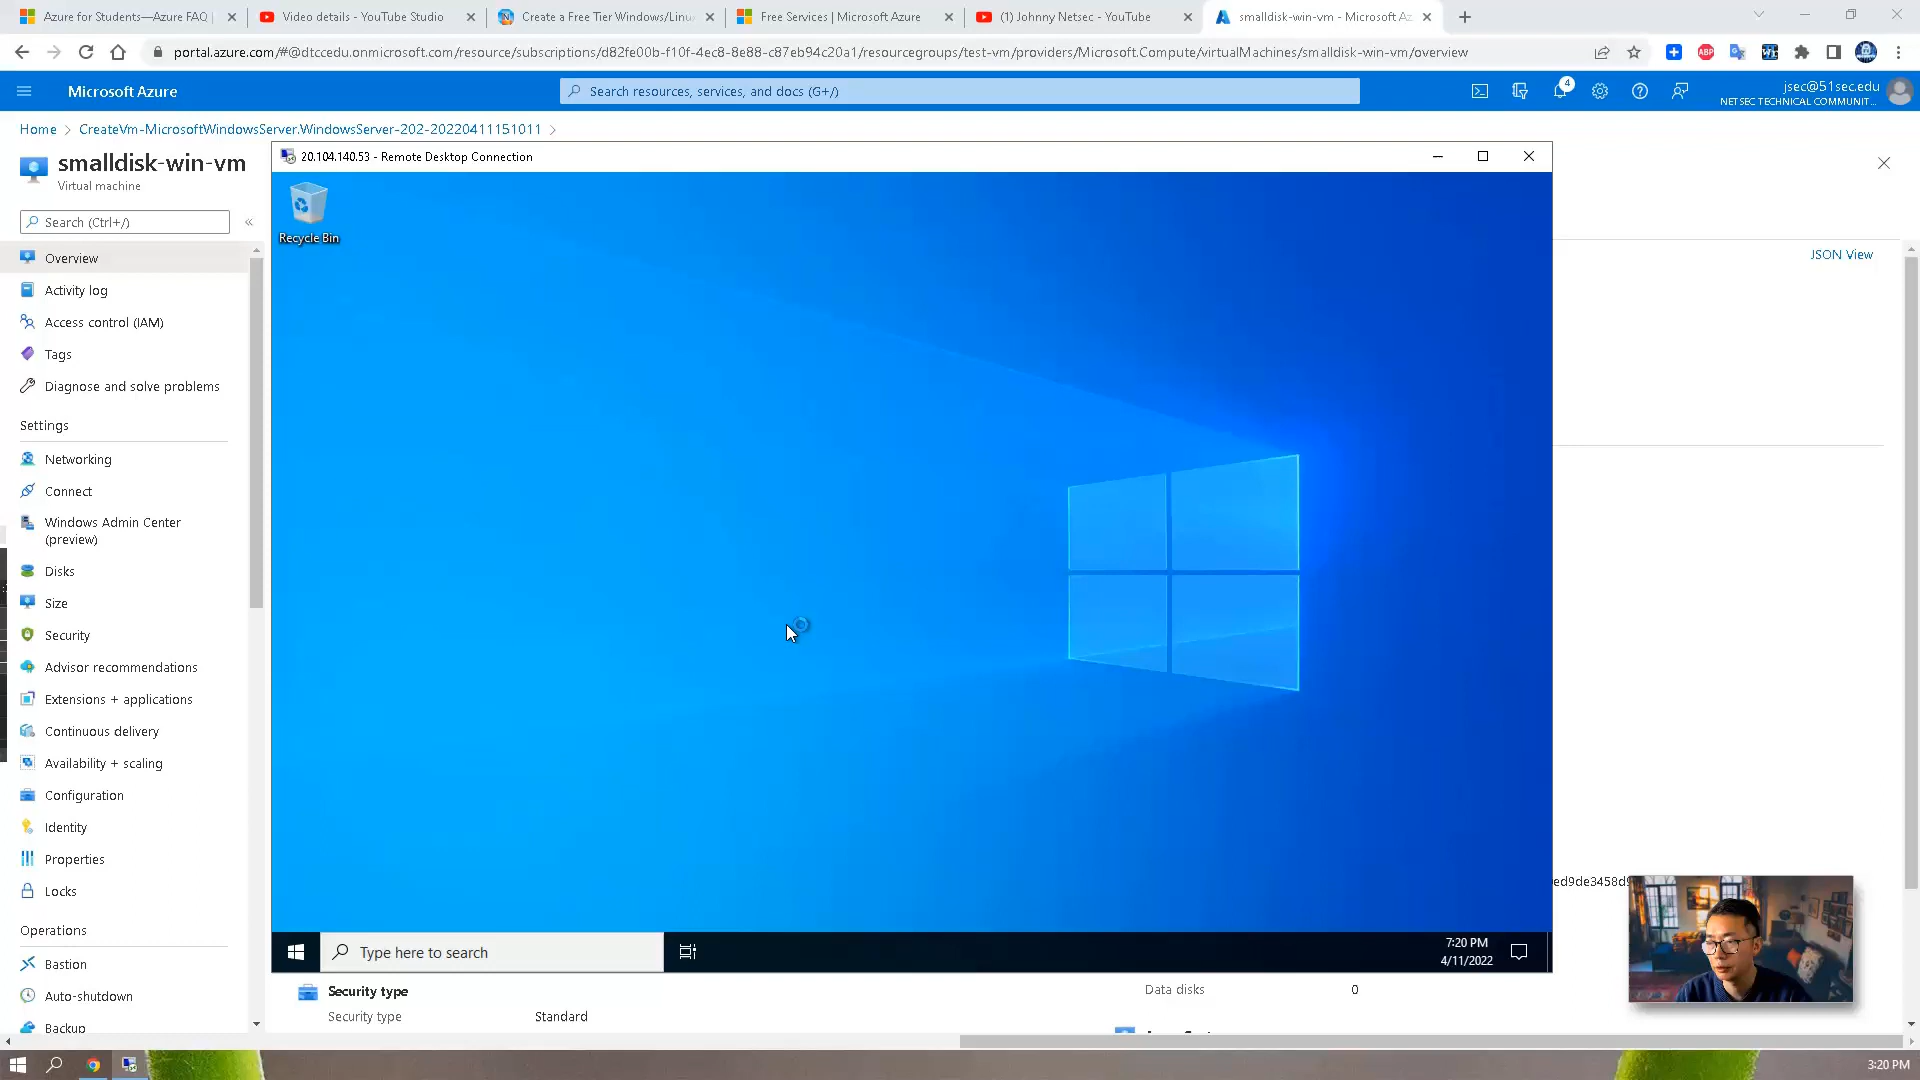 Azure for Students—Azure FAQ
Video details - YouTube Studio
Create a Free Tier Windows/Linu
Free Services | Microsoft Azure
(1) Johnny Netsec - YouTube
smalldisk-win-vm - Microsoft Az
portal.azure.com/#@dtccedu.onmicrosoft.com/resource/subscriptions/d82fe00b-f10f-4ec8-8e88-c87eb94c20a1/resourcegroups/test-vm/providers/Microsoft.Compute/virtualMachines/smalldisk-win-vm/overview
ABP
Microsoft Azure
Search resources, services, and docs (G+/)
4
jsec@51sec.edu
NETSEC TECHNICAL COMMUNIT...
Home > CreateVm-MicrosoftWindowsServer.WindowsServer-202-20220411151011 >
smalldisk-win-vm
Virtual machine
20.104.140.53 - Remote Desktop Connection
Search (Ctrl+/)
«
Recycle Bin
JSON View
Overview
Activity log
Access control (IAM)
Tags
Diagnose and solve problems
Settings
Networking
Connect
Windows Admin Center
(preview)
Disks
Size
Security
Advisor recommendations
Extensions + applications
Continuous delivery
Availability + scaling
Configuration
Identity
Properties
Locks
ed9de3458d9
Operations
Bastion
Auto-shutdown
Backup
Type here to search
7:20 PM
4/11/2022
Security type
Security type
Standard
Data disks
0
3:20 PM